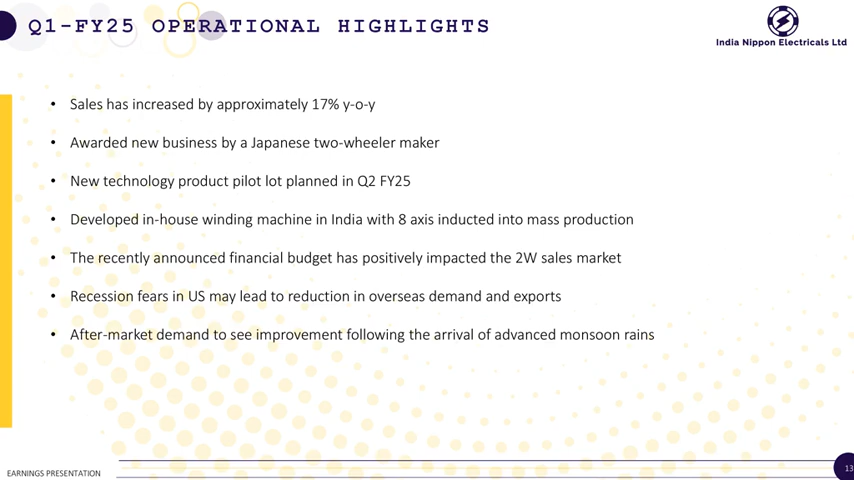 Q1-FY25 OPERATIONAL HIGHLIGHTS
India Nippon Electricals Ltd
• Sales has increased by approximately 17% y-o-y
• Awarded new business by a Japanese two-wheeler maker
• New technology product pilot lot planned in Q2 FY25
• Developed in-house winding machine in India with 8 axis inducted into mass production
• The recently announced financial budget has positively impacted the 2W sales market
• Recession fears in US may lead to reduction in overseas demand and exports
• After-market demand to see improvement following the arrival of advanced monsoon rains
EARNINGS PRESENTATION
13